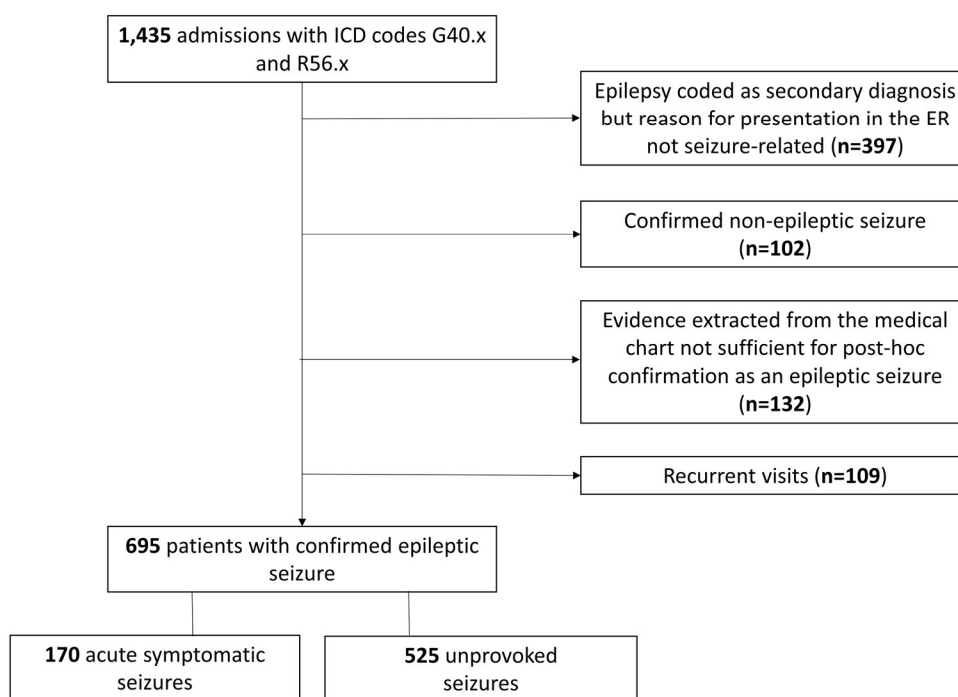 1,435 admissions with ICD codes G40.x
and R56.x
Epilepsy coded as secondary diagnosis
but reason for presentation in the ER
not seizure-related (n=397)
Confirmed non-epileptic seizure
(n=102)
Evidence extracted from the medical
chart not sufficient for post-hoc
confirmation as an epileptic seizure
(n=132)
Recurrent visits (n=109)
695 patients with confirmed epileptic
seizure
170 acute symptomatic
seizures
525 unprovoked
seizures